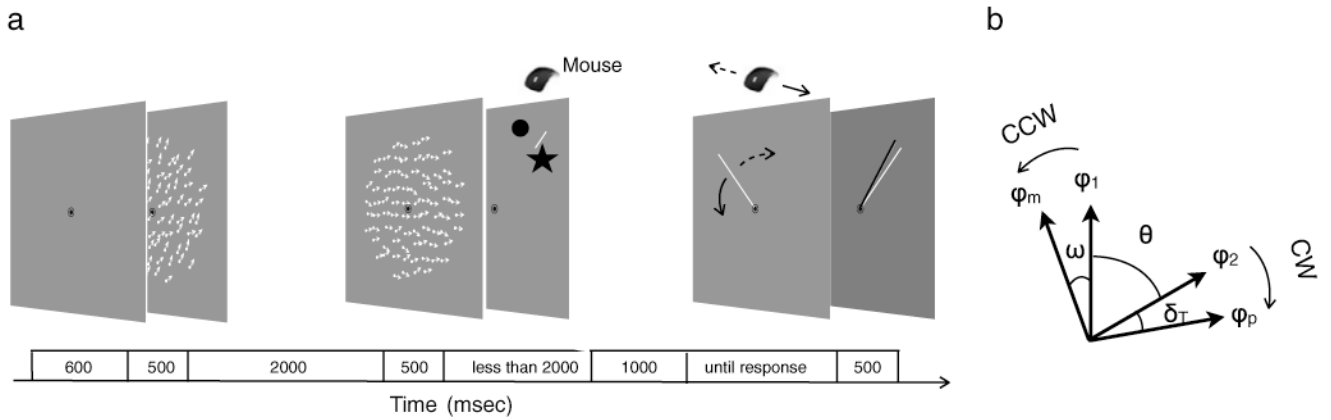 a
b
Mouse
CCW
φm
φ1
ω
θ
φ2
CW
δT
φp
600
500
2000
500
less than 2000
1000
until response
500
Time (msec)